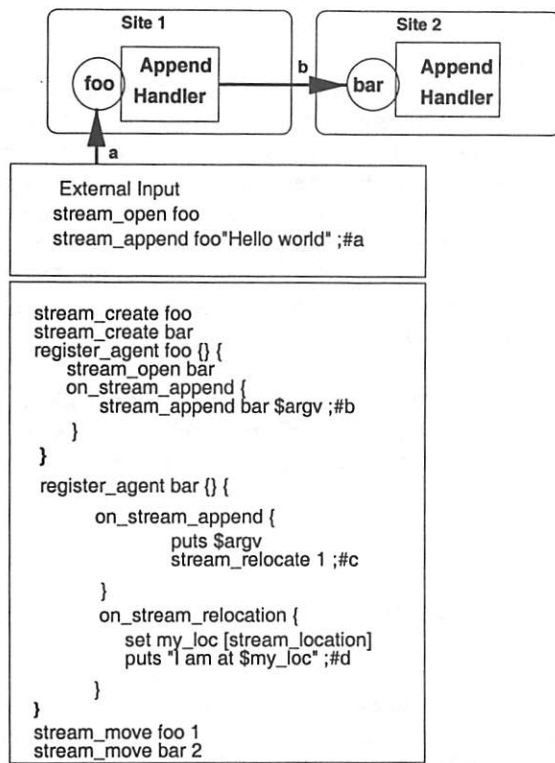 Site 1
Site 2
foo
Append
Handler
b
bar
Append
Handler
a
External Input
stream_open foo
stream_append foo"Hello world" ;#a
stream_create foo
stream_create bar
register_agent foo {} {
stream_open bar
on_stream_append {
stream_append bar $argv ;#b
}
}
register_agent bar {} {
on_stream_append {
puts $argv
stream_relocate 1 ;#c
}
on_stream_relocation {
set my_loc [stream_location]
puts "I am at $my_loc" ;#d
}
}
stream_move foo 1
stream_move bar 2